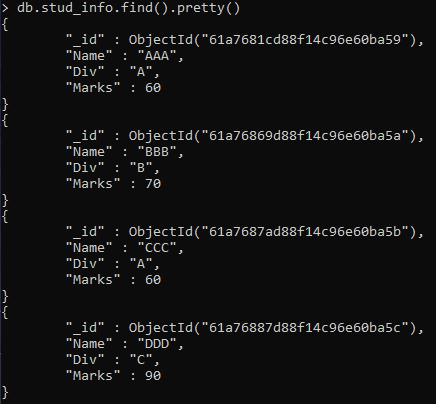 > db.stud_info.find().pretty()
{
"_id" : ObjectId("61a7681cd88f14c96e60ba59"),
"Name" : "AAA",
"Div" : "A",
"Marks" : 60
}
{
"_id" : ObjectId("61a76869d88f14c96e60ba5a"),
"Name" : "BBB",
"Div" : "B",
"Marks" : 70
}
{
"_id" : ObjectId("61a7687ad88f14c96e60ba5b"),
"Name" : "CCC",
"Div" : "A",
"Marks" : 60
}
{
"_id" : ObjectId("61a76887d88f14c96e60ba5c"),
"Name" : "DDD",
"Div" : "C",
"Marks" : 90
}